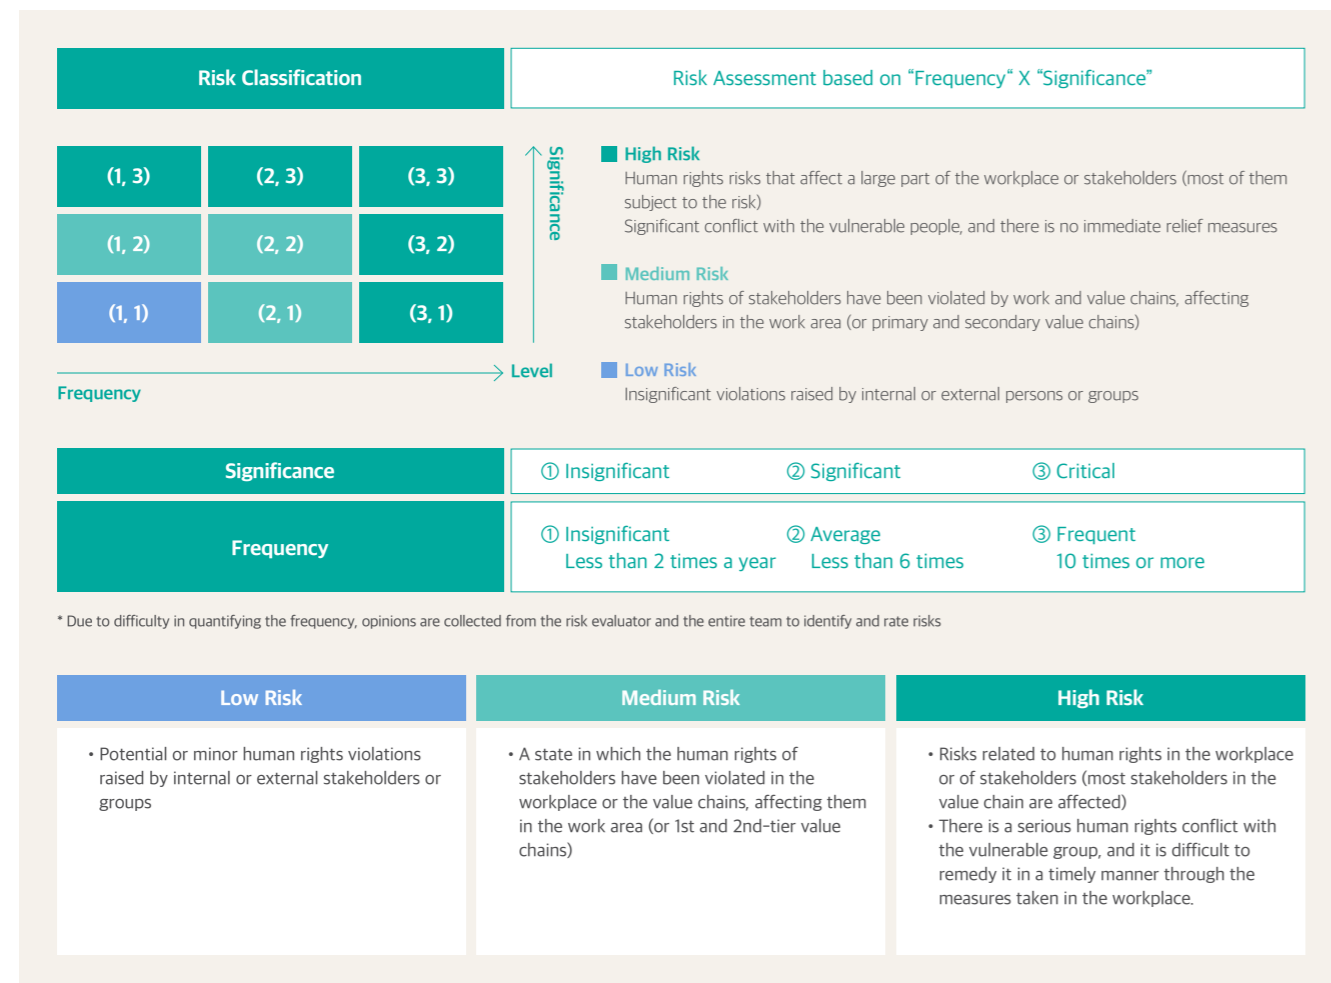 Risk Classification
Risk Assessment based on “Frequency“ X “Significance”
(1, 3)
(2, 3)
(3, 3)
(1, 2)
(2, 2)
(3, 2)
(1, 1)
(2, 1)
(3, 1)
Significance
Level
Frequency
High Risk
Human rights risks that affect a large part of the workplace or stakeholders (most of them
subject to the risk)
Significant conflict with the vulnerable people, and there is no immediate relief measures
Medium Risk
Human rights of stakeholders have been violated by work and value chains, affecting
stakeholders in the work area (or primary and secondary value chains)
Low Risk
Insignificant violations raised by internal or external persons or groups
Significance
① Insignificant
② Significant
③ Critical
Frequency
① Insignificant
Less than 2 times a year
② Average
Less than 6 times
③ Frequent
10 times or more
* Due to difficulty in quantifying the frequency, opinions are collected from the risk evaluator and the entire team to identify and rate risks
Low Risk
• Potential or minor human rights violations
raised by internal or external stakeholders or
groups
Medium Risk
• A state in which the human rights of
stakeholders have been violated in the
workplace or the value chains, affecting them
in the work area (or 1st and 2nd-tier value
chains)
High Risk
• Risks related to human rights in the workplace
or of stakeholders (most stakeholders in the
value chain are affected)
• There is a serious human rights conflict with
the vulnerable group, and it is difficult to
remedy it in a timely manner through the
measures taken in the workplace.